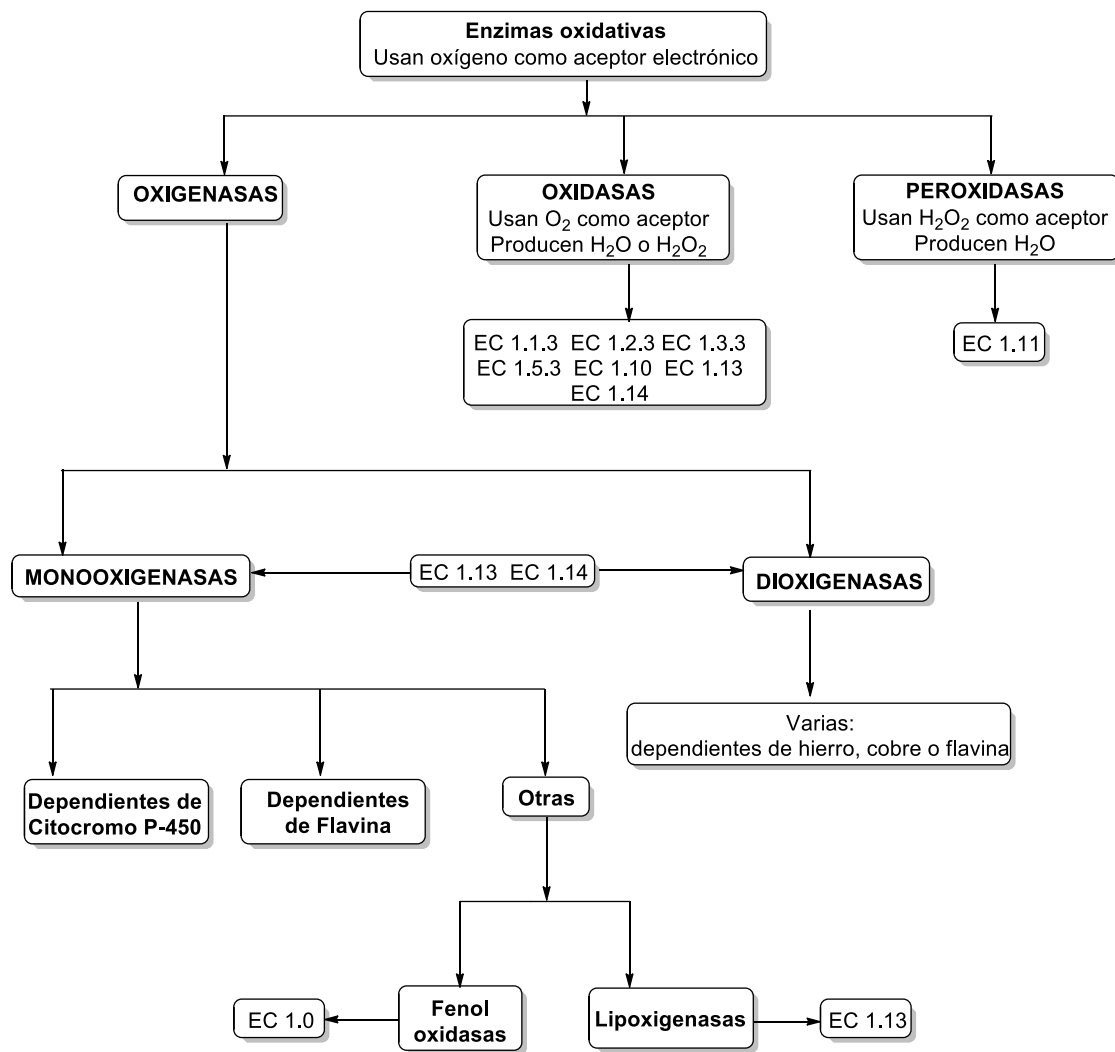 Enzimas oxidativas
Usan oxígeno como aceptor electrónico
OXIGENASAS
OXIDASAS
Usan O₂ como aceptor
Producen H₂O o H₂O₂
PEROXIDASAS
Usan H₂O₂ como aceptor
Producen H₂O
EC 1.1.3 EC 1.2.3 EC 1.3.3
EC 1.5.3 EC 1.10 EC 1.13
EC 1.14
EC 1.11
MONOOXIGENASAS
EC 1.13 EC 1.14
DIOXIGENASAS
Varias:
dependientes de hierro, cobre o flavina
Dependientes de
Citocromo P-450
Dependientes
de Flavina
Otras
EC 1.0
Fenol
oxidasas
Lipoxigenasas
EC 1.13